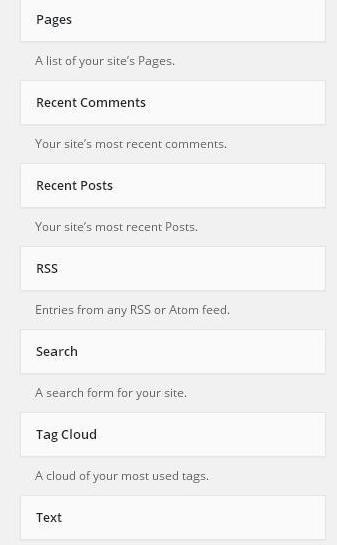 Pages
A list of your site’s Pages.
Recent Comments
Your site’s most recent comments.
Recent Posts
Your site’s most recent Posts.
RSS
Entries from any RSS or Atom feed.
Search
A search form for your site.
Tag Cloud
A cloud of your most used tags.
Text